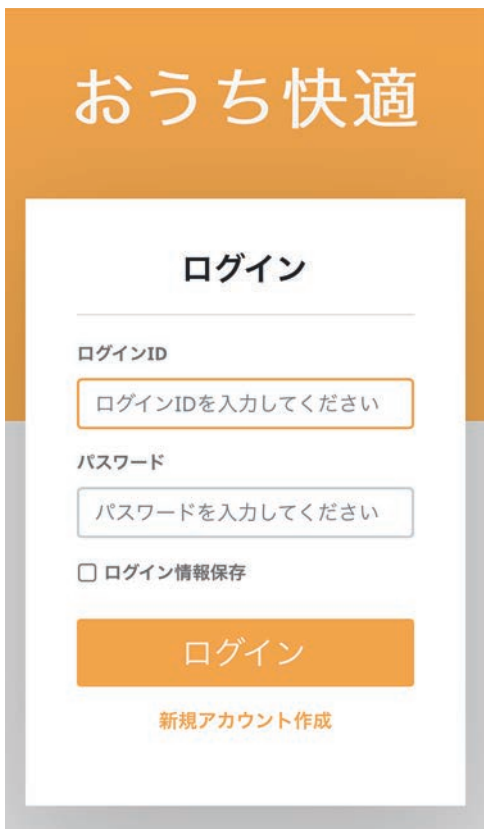 おうち快適
ログイン
ログインID
ログインIDを入力してください
パスワード
パスワードを入力してください
ログイン情報保存
ログイン
新規アカウント作成